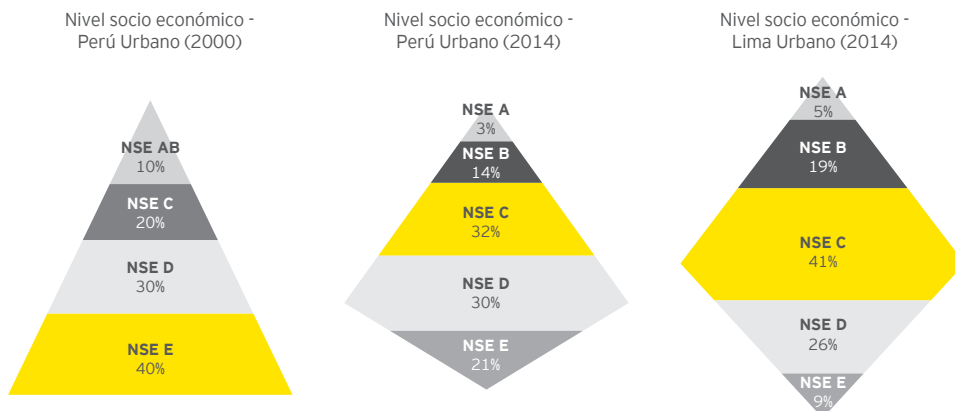 Nivel socio económico -
Perú Urbano (2000)
NSE AB
10%
NSE C
20%
NSE D
30%
NSE E
40%
Nivel socio económico -
Perú Urbano (2014)
NSE A
3%
NSE B
14%
NSE C
32%
NSE D
30%
NSE E
21%
Nivel socio económico -
Lima Urbano (2014)
NSE A
5%
NSE B
19%
NSE C
41%
NSE D
26%
NSE E
9%